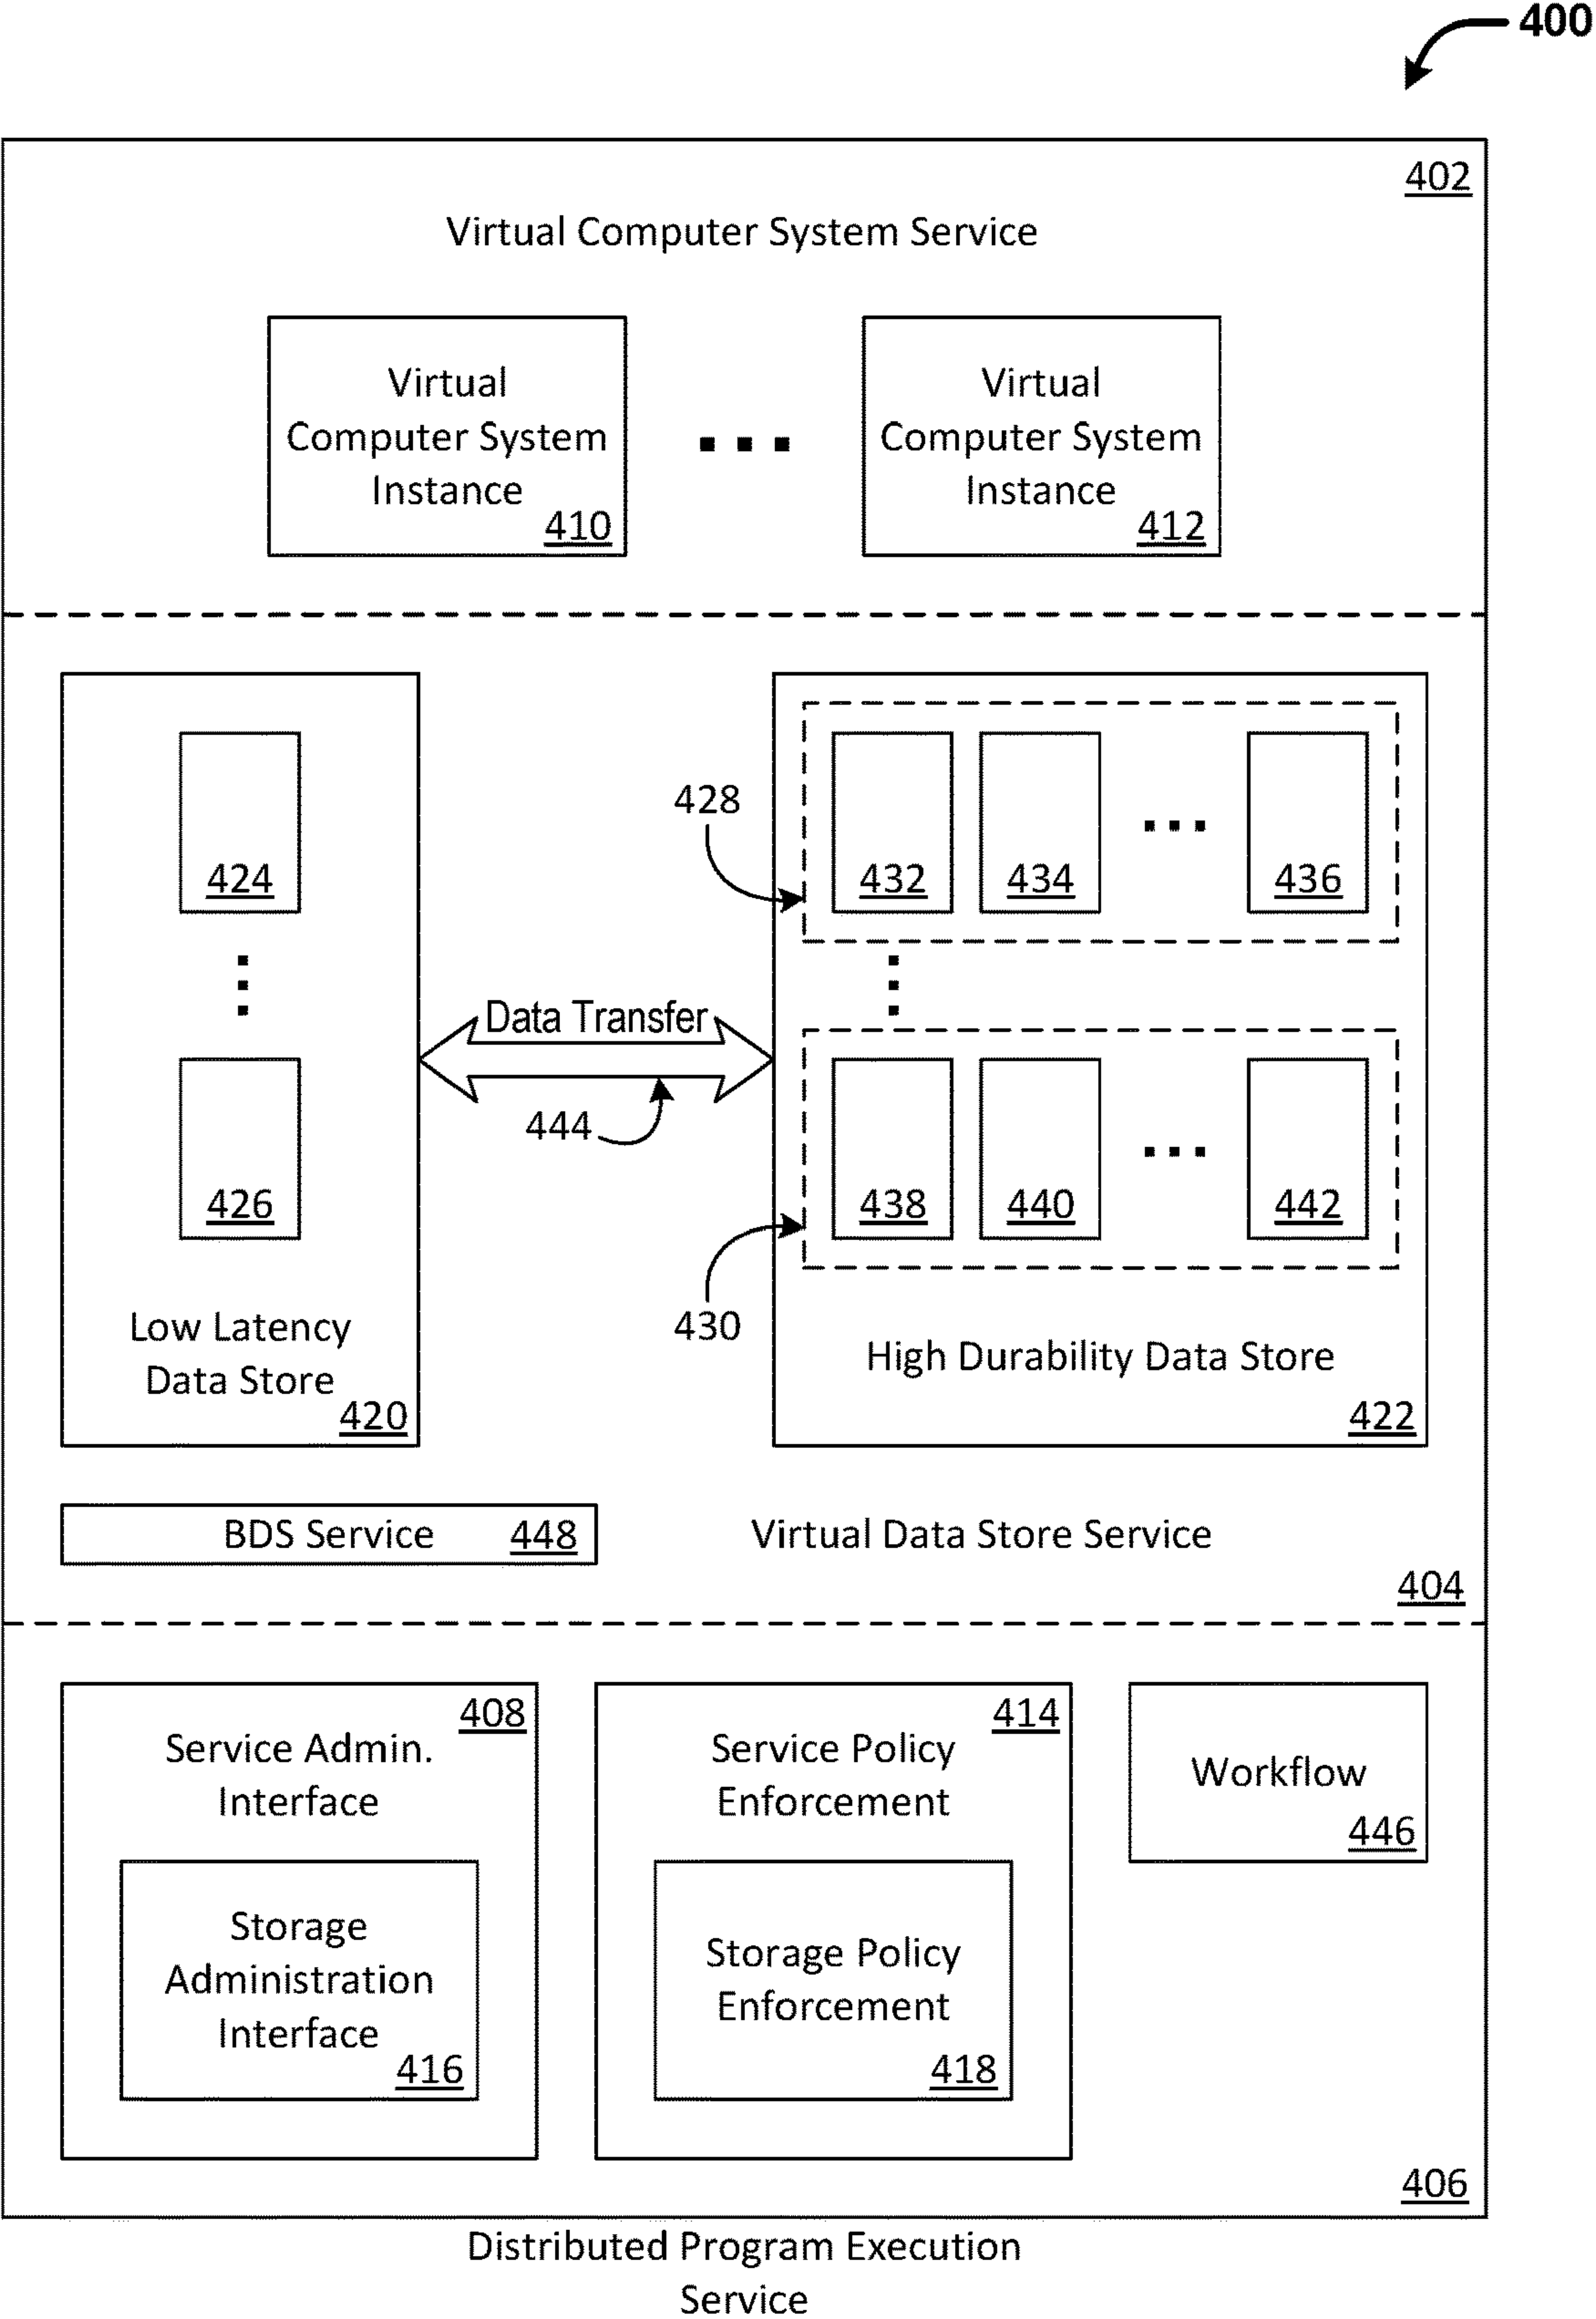 400
402
Virtual Computer System Service
Virtual
Computer System
Instance
410
Virtual
Computer System
Instance
412
424
426
Low Latency
Data Store
420
Data Transfer
444
428
432
434
436
438
440
442
430
High Durability Data Store
422
BDS Service 448
Virtual Data Store Service
404
408
Service Admin.
Interface
Storage
Administration
Interface
416
414
Service Policy
Enforcement
Storage Policy
Enforcement
418
Workflow
446
406
Distributed Program Execution
Service